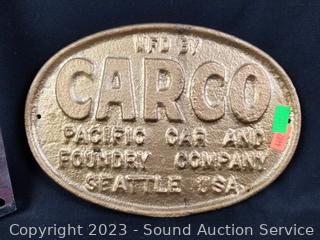 MFD BY
CARCO
PACIFIC CAR AND
FOUNDRY COMPANY
SEATTLE USA
Copyright 2023 - Sound Auction Service